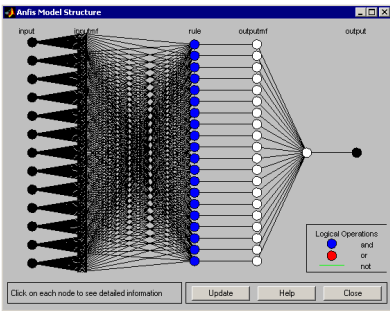 Anfis Model Structure
input inputmf rule outputmf output
Logical Operations
and
or
not
Click on each node to see detailed information
Update Help Close